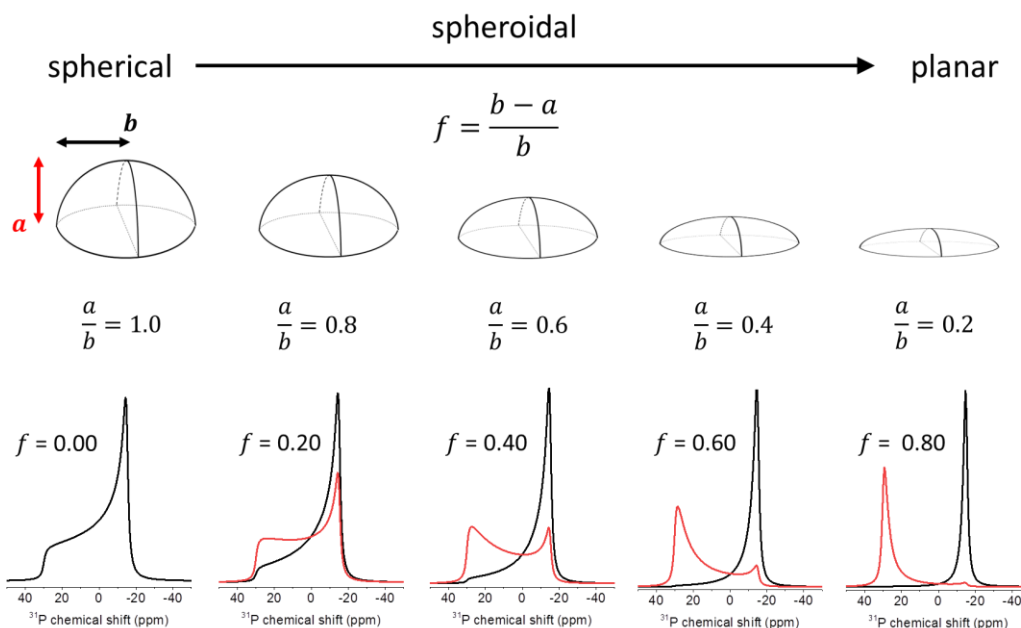 spheroidal
spherical
planar
b
f = (b − a) / b
a
a/b = 1.0
a/b = 0.8
a/b = 0.6
a/b = 0.4
a/b = 0.2
f = 0.00
f = 0.20
f = 0.40
f = 0.60
f = 0.80
40 20 0 -20 -40
40 20 0 -20 -40
40 20 0 -20 -40
40 20 0 -20 -40
40 20 0 -20 -40
³¹P chemical shift (ppm)
³¹P chemical shift (ppm)
³¹P chemical shift (ppm)
³¹P chemical shift (ppm)
³¹P chemical shift (ppm)